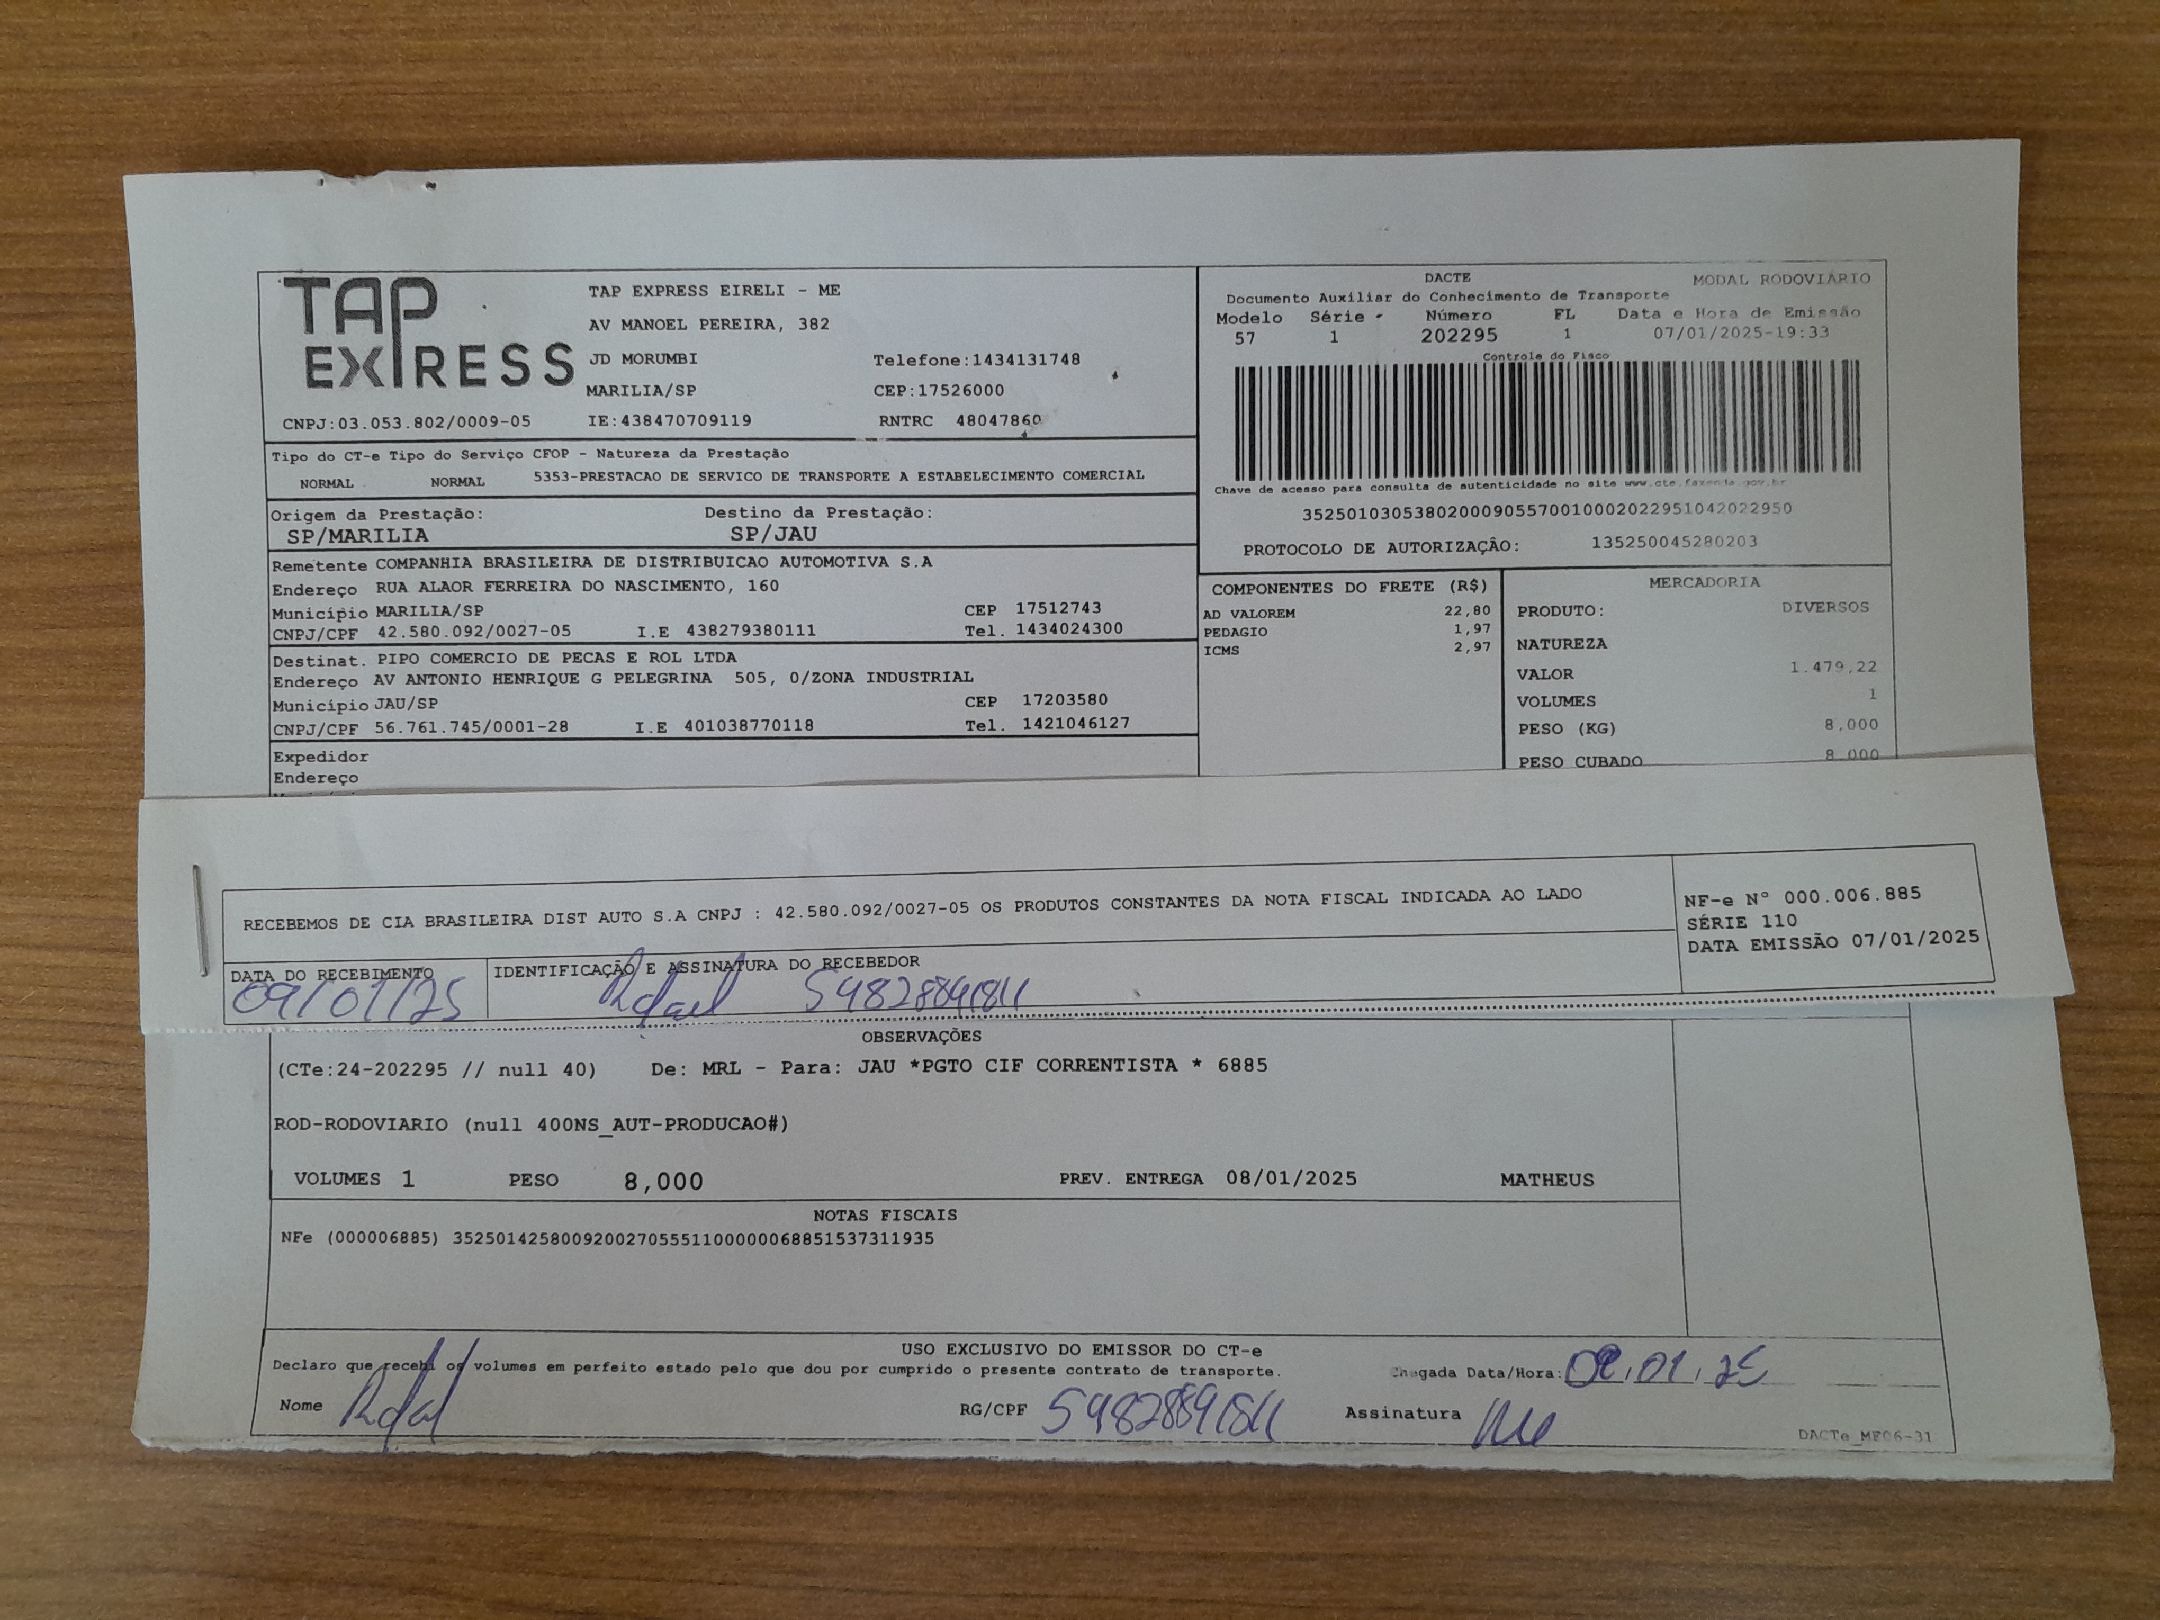 TAP EXPRESS
TAP EXPRESS EIRELI - ME
AV MANOEL PEREIRA, 382
JD MORUMBI Telefone:1434131748
MARILIA/SP CEP:17526000
CNPJ:03.053.802/0009-05 IE:438470709119 RNTRC 48047860
DACTE MODAL RODOVIARIO
Documento Auxiliar do Conhecimento de Transporte
Modelo Série Número FL Data e Hora de Emissão
57 1 202295 1 07/01/2025-19:33
Controle do Fisco
Chave de acesso para consulta de autenticidade no site www.cte.fazenda.gov.br
35250103053802000905570010002022951042022950
PROTOCOLO DE AUTORIZAÇÃO: 135250045280203
Tipo do CT-e Tipo do Serviço CFOP - Natureza da Prestação
NORMAL NORMAL 5353-PRESTACAO DE SERVICO DE TRANSPORTE A ESTABELECIMENTO COMERCIAL
Origem da Prestação: Destino da Prestação:
SP/MARILIA SP/JAU
Remetente COMPANHIA BRASILEIRA DE DISTRIBUICAO AUTOMOTIVA S.A
Endereço RUA ALAOR FERREIRA DO NASCIMENTO, 160
Município MARILIA/SP CEP 17512743
CNPJ/CPF 42.580.092/0027-05 I.E 438279380111 Tel. 1434024300
Destinat. PIPO COMERCIO DE PECAS E ROL LTDA
Endereço AV ANTONIO HENRIQUE G PELEGRINA 505, 0/ZONA INDUSTRIAL
Município JAU/SP CEP 17203580
CNPJ/CPF 56.761.745/0001-28 I.E 401038770118 Tel. 1421046127
Expedidor
Endereço
COMPONENTES DO FRETE (R$)
AD VALOREM 22,80
PEDAGIO 1,97
ICMS 2,97
MERCADORIA
PRODUTO: DIVERSOS
NATUREZA
VALOR 1.479,22
VOLUMES 1
PESO (KG) 8,000
PESO CUBADO 8,000
RECEBEMOS DE CIA BRASILEIRA DIST AUTO S.A CNPJ : 42.580.092/0027-05 OS PRODUTOS CONSTANTES DA NOTA FISCAL INDICADA AO LADO
NF-e N° 000.006.885
SÉRIE 110
DATA EMISSÃO 07/01/2025
DATA DO RECEBIMENTO IDENTIFICAÇÃO E ASSINATURA DO RECEBEDOR
09/01/25 Rafael
OBSERVAÇÕES
(CTe:24-202295 // null 40) De: MRL - Para: JAU *PGTO CIF CORRENTISTA * 6885
ROD-RODOVIARIO (null 400NS_AUT-PRODUCAO#)
VOLUMES 1 PESO 8,000 PREV. ENTREGA 08/01/2025 MATHEUS
NOTAS FISCAIS
NFe (000006885) 35250142580092002705551100000068851537311935
USO EXCLUSIVO DO EMISSOR DO CT-e
Declaro que recebi os volumes em perfeito estado pelo que dou por cumprido o presente contrato de transporte. Chegada Data/Hora:
Nome Rafael RG/CPF Assinatura
DACTe_MF06-31